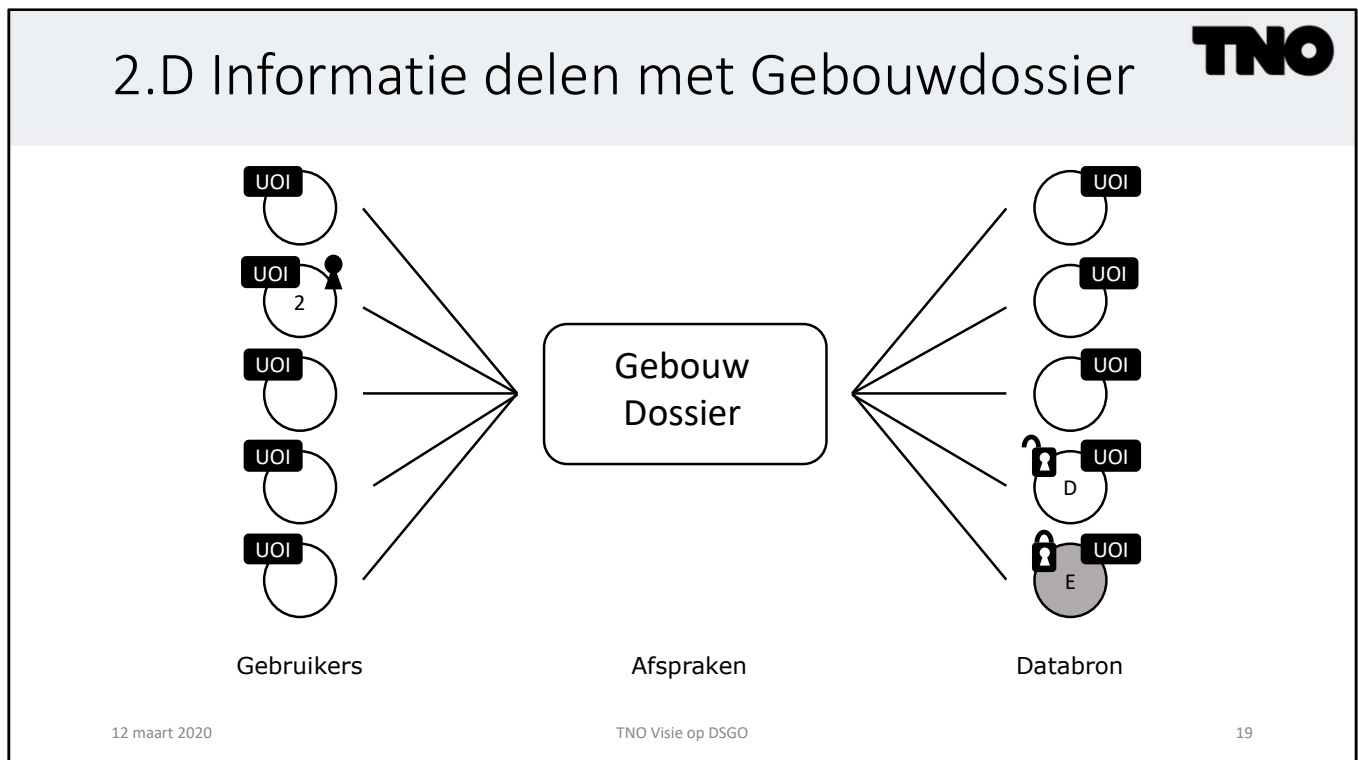 2.D Informatie delen met Gebouwdossier
TNO
UOI
UOI
UOI
2
UOI
UOI
UOI
Gebouw
Dossier
UOI
UOI
UOI
UOI
D
UOI
E
Gebruikers
Afspraken
Databron
12 maart 2020
TNO Visie op DSGO
19